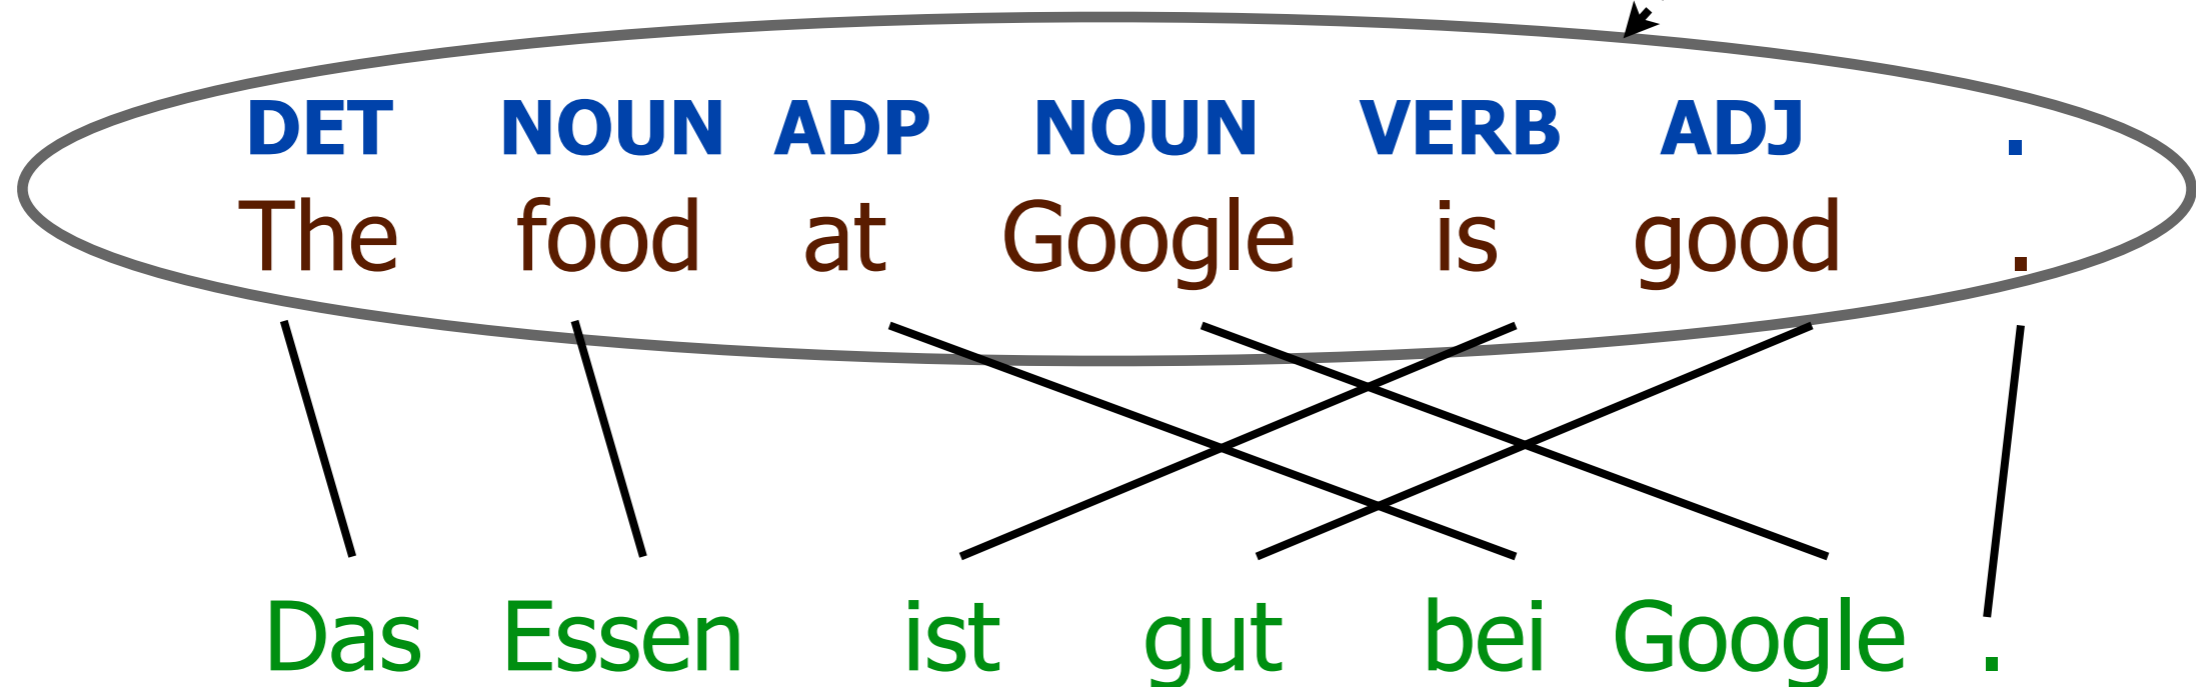 DET NOUN ADP NOUN VERB ADJ .
The food at Google is good .
Das Essen ist gut bei Google .